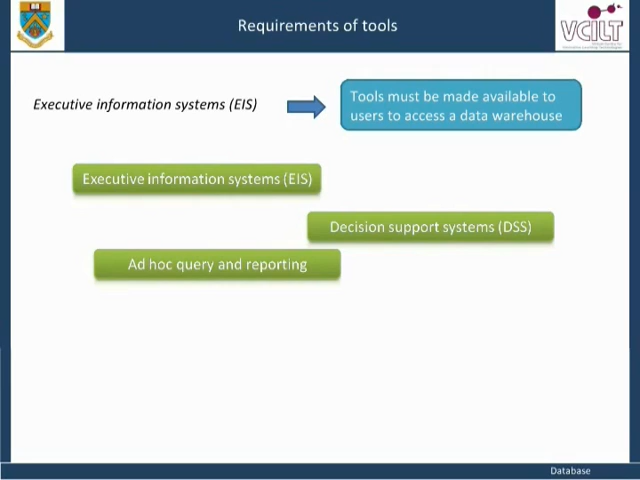 Requirements of tools
VCILT
Executive information systems (EIS)
Tools must be made available to
users to access a data warehouse
Executive information systems (EIS)
Decision support systems (DSS)
Ad hoc query and reporting
Database